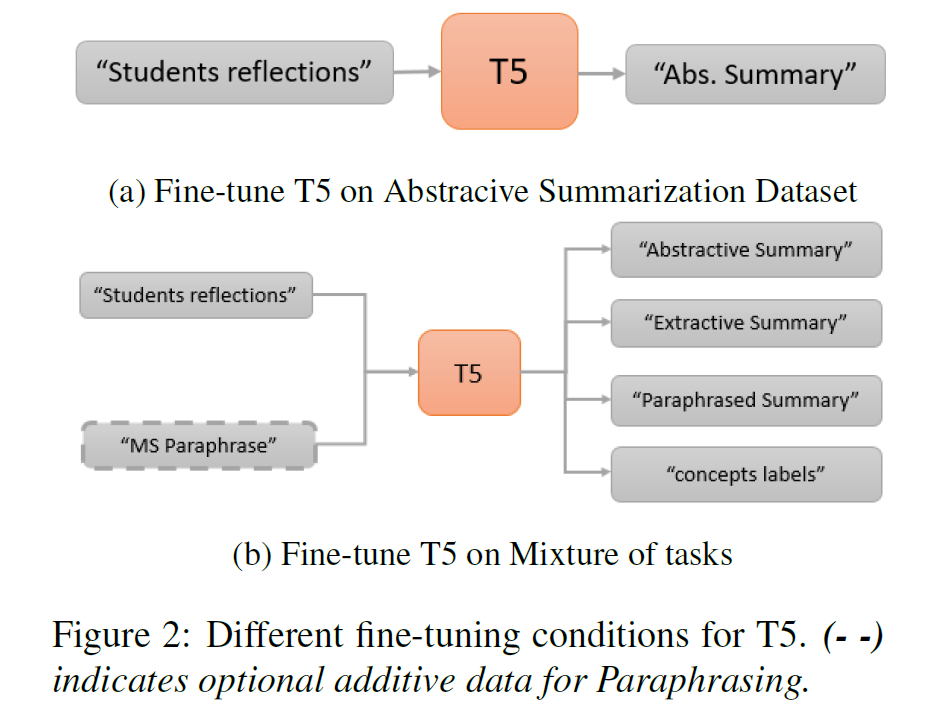 “Students reflections”
T5
“Abs. Summary”
(a) Fine-tune T5 on Abstracive Summarization Dataset
“Students reflections”
“MS Paraphrase”
T5
“Abstractive Summary”
“Extractive Summary”
“Paraphrased Summary”
“concepts labels”
(b) Fine-tune T5 on Mixture of tasks
Figure 2: Different fine-tuning conditions for T5. (- -)
indicates optional additive data for Paraphrasing.